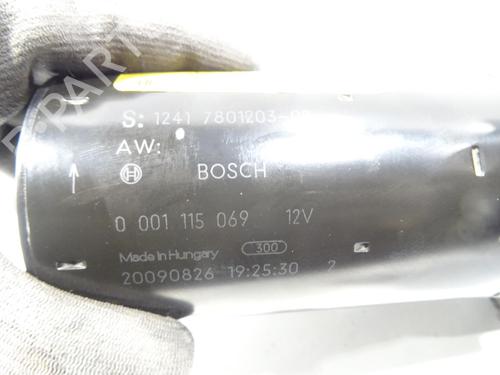 S: 1241 7801203-
AW:
BOSCH
0 001 115 069 12V
Made in Hungary 300
20090826 19:25:30 2